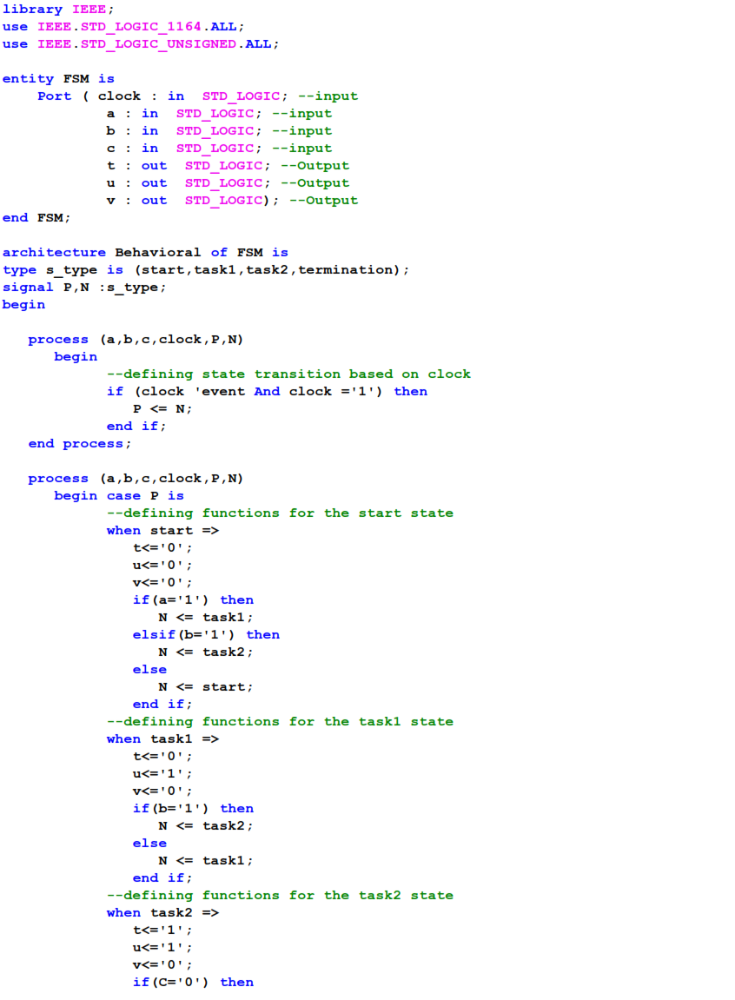 library IEEE;
use IEEE.STD_LOGIC_1164.ALL;
use IEEE.STD_LOGIC_UNSIGNED.ALL;

entity FSM is
    Port ( clock : in  STD_LOGIC; --input
            a : in  STD_LOGIC; --input
            b : in  STD_LOGIC; --input
            c : in  STD_LOGIC; --input
            t : out  STD_LOGIC; --Output
            u : out  STD_LOGIC; --Output
            v : out  STD_LOGIC); --Output
end FSM;

architecture Behavioral of FSM is
type s_type is (start,task1,task2,termination);
signal P,N :s_type;
begin

   process (a,b,c,clock,P,N)
      begin
            --defining state transition based on clock
            if (clock 'event And clock ='1') then
               P <= N;
            end if;
   end process;

   process (a,b,c,clock,P,N)
      begin case P is
            --defining functions for the start state
            when start =>
               t<='0';
               u<='0';
               v<='0';
               if(a='1') then
                  N <= task1;
               elsif(b='1') then
                  N <= task2;
               else
                  N <= start;
               end if;
            --defining functions for the task1 state
            when task1 =>
               t<='0';
               u<='1';
               v<='0';
               if(b='1') then
                  N <= task2;
               else
                  N <= task1;
               end if;
            --defining functions for the task2 state
            when task2 =>
               t<='1';
               u<='1';
               v<='0';
               if(C='0') then